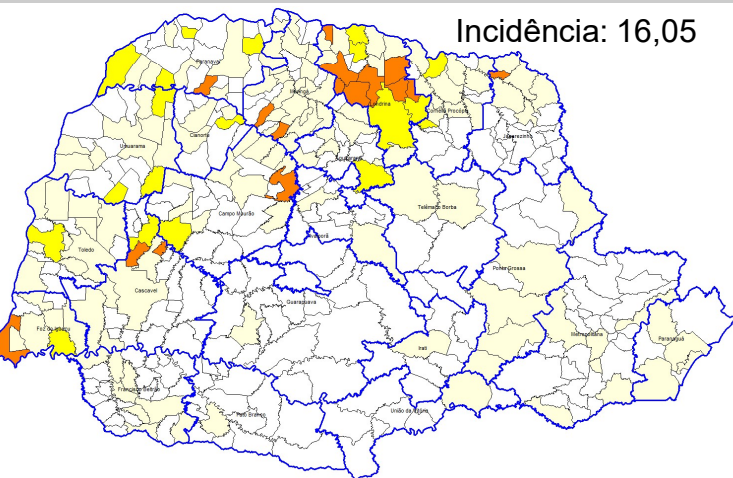 Incidência: 16,05
Paranavaí
Maringá
Londrina
Cornélio Procópio
Jacarezinho
Cianorte
Umuarama
Apucarana
Campo Mourão
Telêmaco Borba
Ivaiporã
Toledo
Ponta Grossa
Cascavel
Guarapuava
Foz do Iguaçu
Metropolitana
Paranaguá
Irati
Francisco Beltrão
Pato Branco
União da Vitória